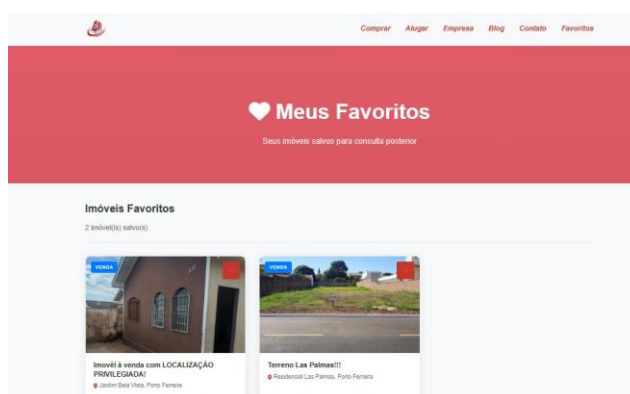 Comprar Alugar Empresa Blog Contato Favoritos
Meus Favoritos
Seus imóveis salvos para consulta posterior
Imóveis Favoritos
2 imóvel(is) salvo(s)
VENDA
VENDA
Imovél à venda com LOCALIZAÇÃO
PRIVILEGIADA!
Jardim Bela Vista, Porto Ferreira
Terreno Las Palmas!!!
Residencial Las Palmas, Porto Ferreira